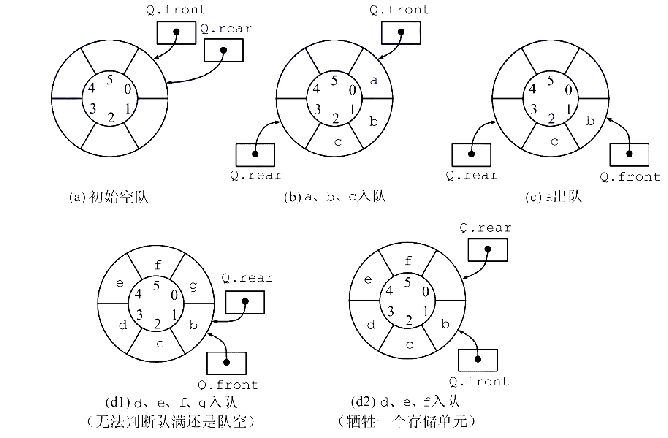 Q.front
Q.rear
5
4
0
3
1
2
(a)初始空队
Q.front
a
5
4
0
3
1
2
b
c
Q.rear
(b)a、b、c入队
5
4
0
3
1
2
b
c
Q.rear
Q.front
(c)a出队
f
e
g
5
4
0
3
1
2
d
b
c
Q.rear
Q.front
(d1)d、e、f、g入队
(无法判断队满还是队空)
Q.rear
f
e
5
4
0
3
1
2
d
b
c
Q.front
(d2)d、e、f入队
(牺牲一个存储单元)